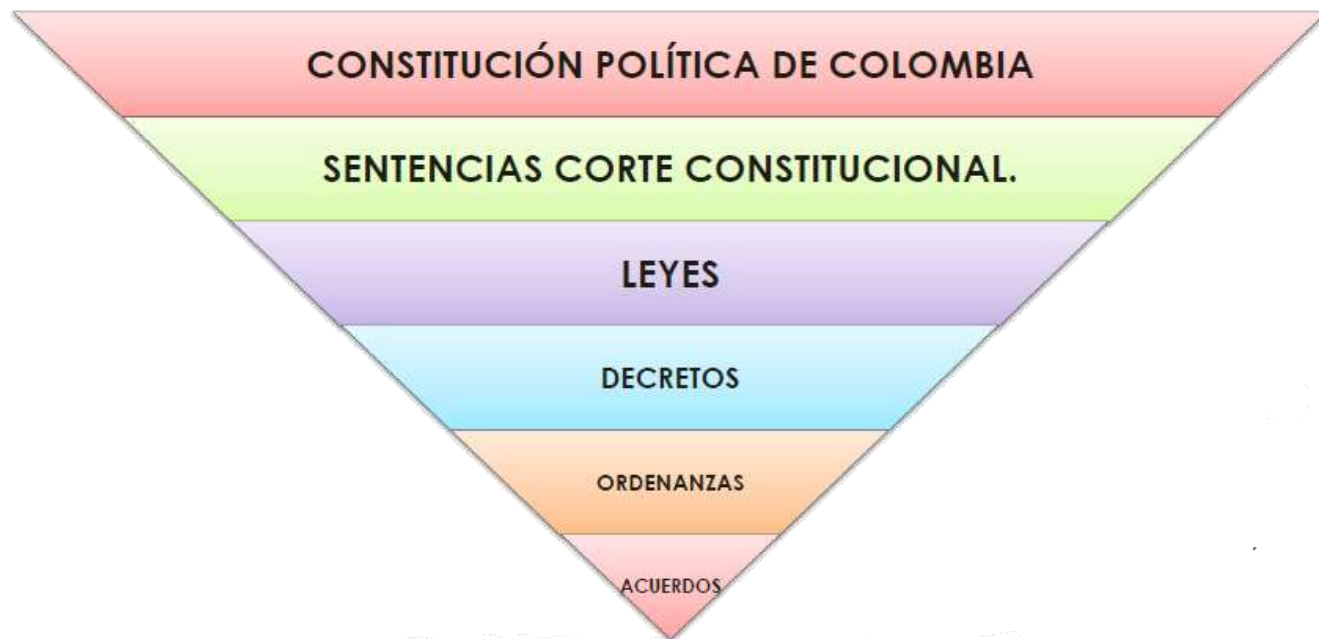 CONSTITUCIÓN POLÍTICA DE COLOMBIA
SENTENCIAS CORTE CONSTITUCIONAL.
LEYES
DECRETOS
ORDENANZAS
ACUERDOS